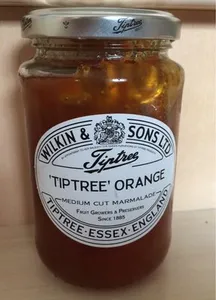 Tiptree
WILKIN & SONS LTD
Tiptree
'TIPTREE' ORANGE
MEDIUM CUT MARMALADE
FRUIT GROWERS & PRESERVERS
SINCE 1885
TIPTREE · ESSEX · ENGLAND